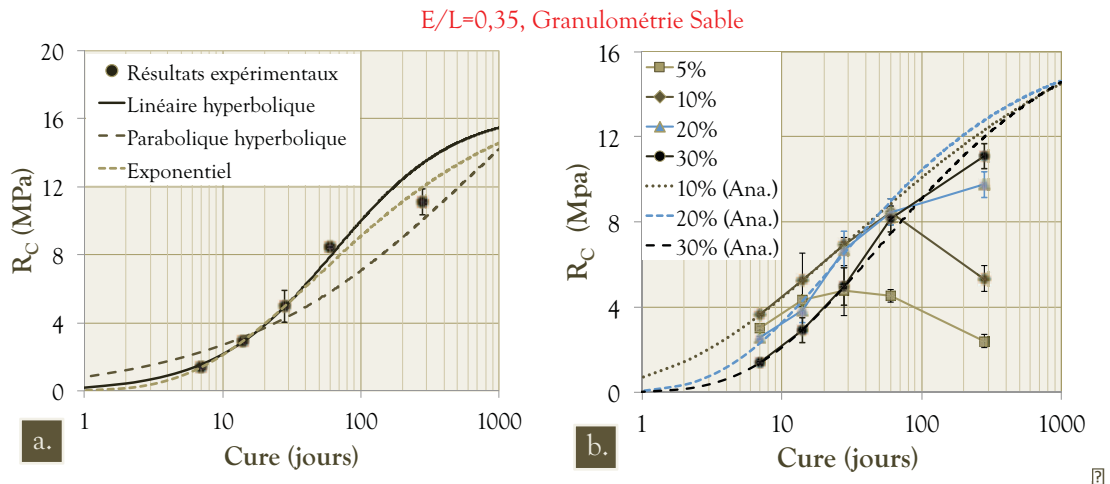 E/L=0,35, Granulométrie Sable
20
16
12
8
4
0
R_C (MPa)
Résultats expérimentaux
Linéaire hyperbolique
Parabolique hyperbolique
Exponentiel
1
10
100
1000
Cure (jours)
a.
16
12
8
4
0
R_C (Mpa)
5%
10%
20%
30%
10% (Ana.)
20% (Ana.)
30% (Ana.)
1
10
100
1000
Cure (jours)
b.
?